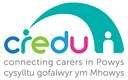 credu
connecting carers in Powys
cysylltu gofalwyr ym Mhowys